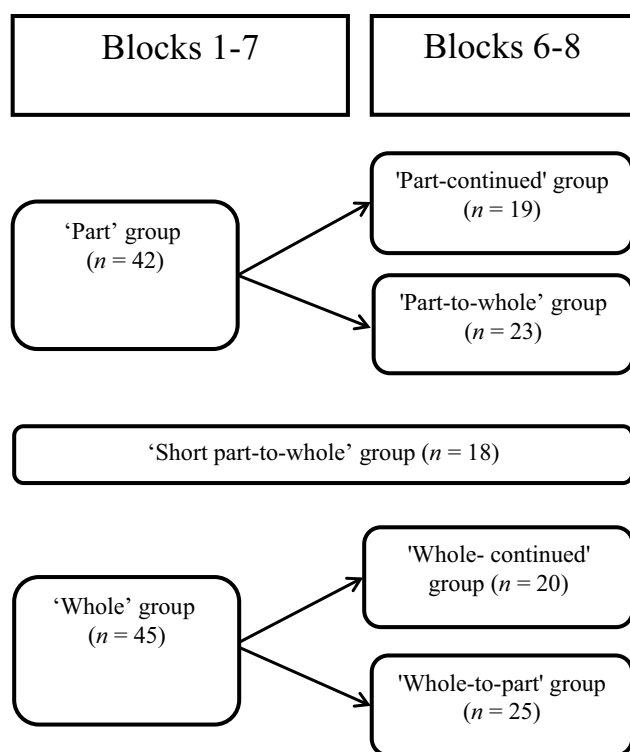 Blocks 1-7
Blocks 6-8
‘Part’ group
(n = 42)
'Part-continued' group
(n = 19)
'Part-to-whole’ group
(n = 23)
‘Short part-to-whole’ group (n = 18)
‘Whole’ group
(n = 45)
'Whole- continued'
group (n = 20)
'Whole-to-part' group
(n = 25)